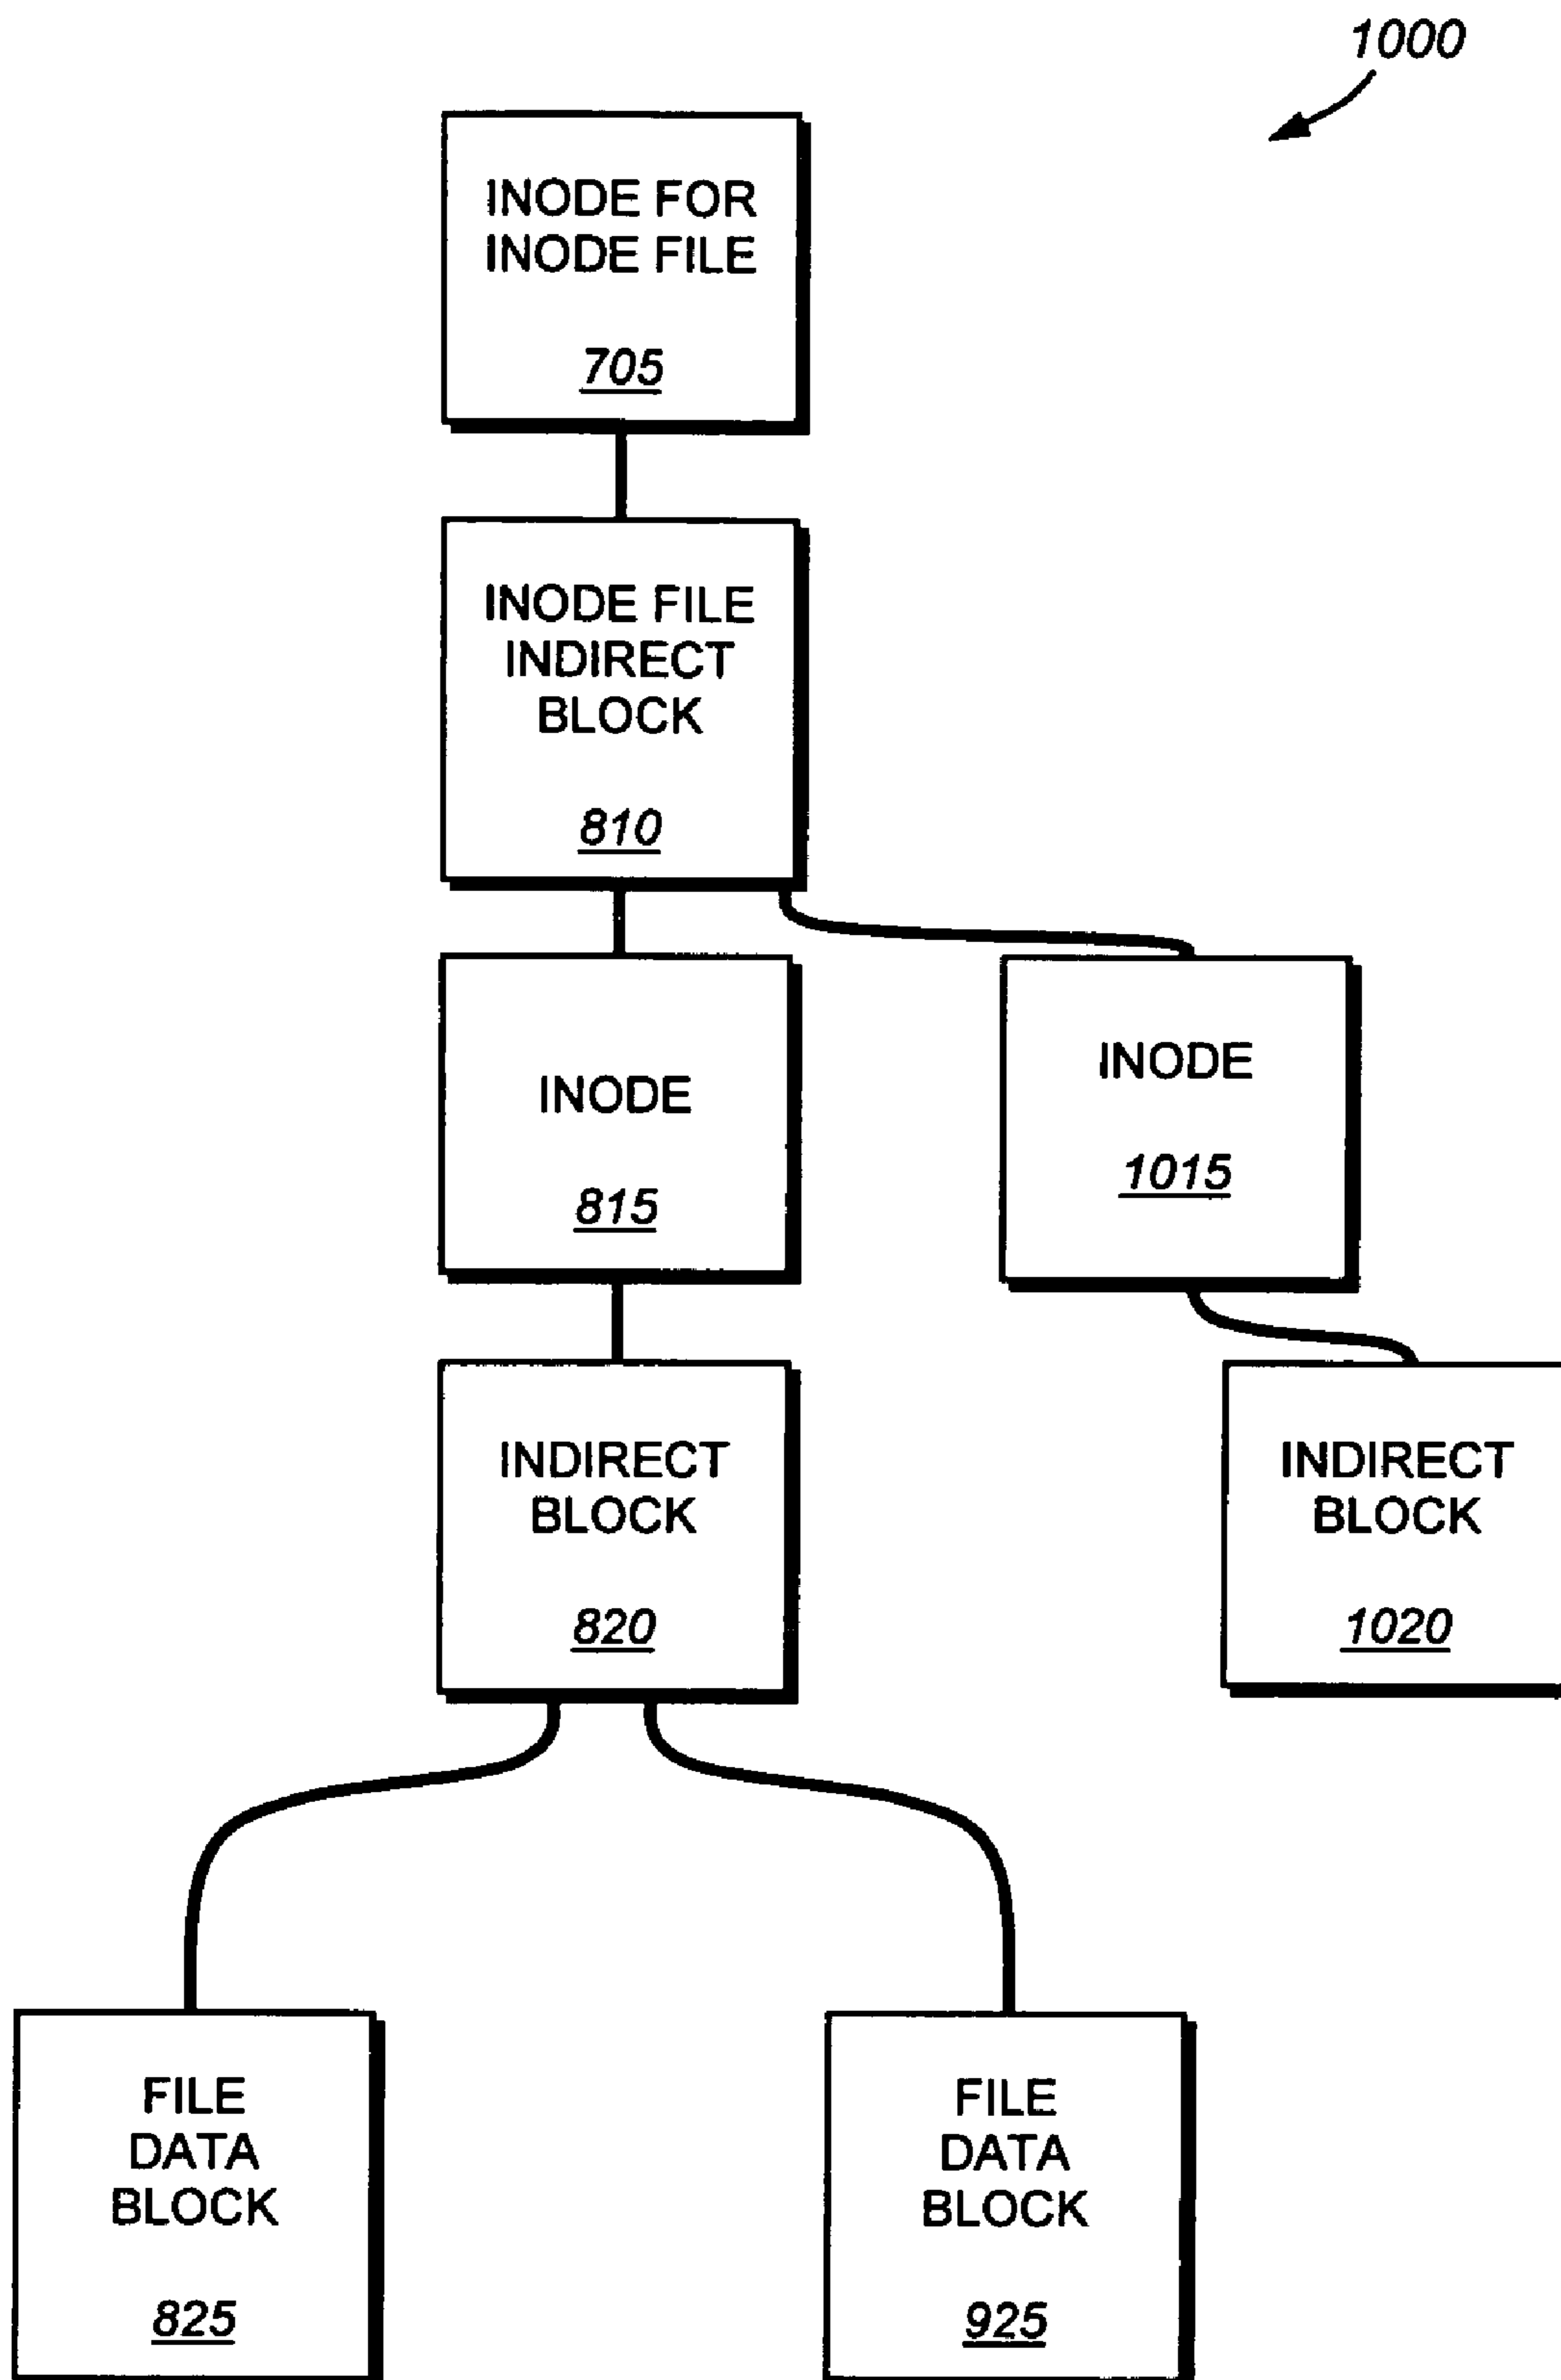 1000
INODE FOR
INODE FILE
705
INODE FILE
INDIRECT
BLOCK
810
INODE
815
INODE
1015
INDIRECT
BLOCK
820
INDIRECT
BLOCK
1020
FILE
DATA
BLOCK
825
FILE
DATA
BLOCK
925